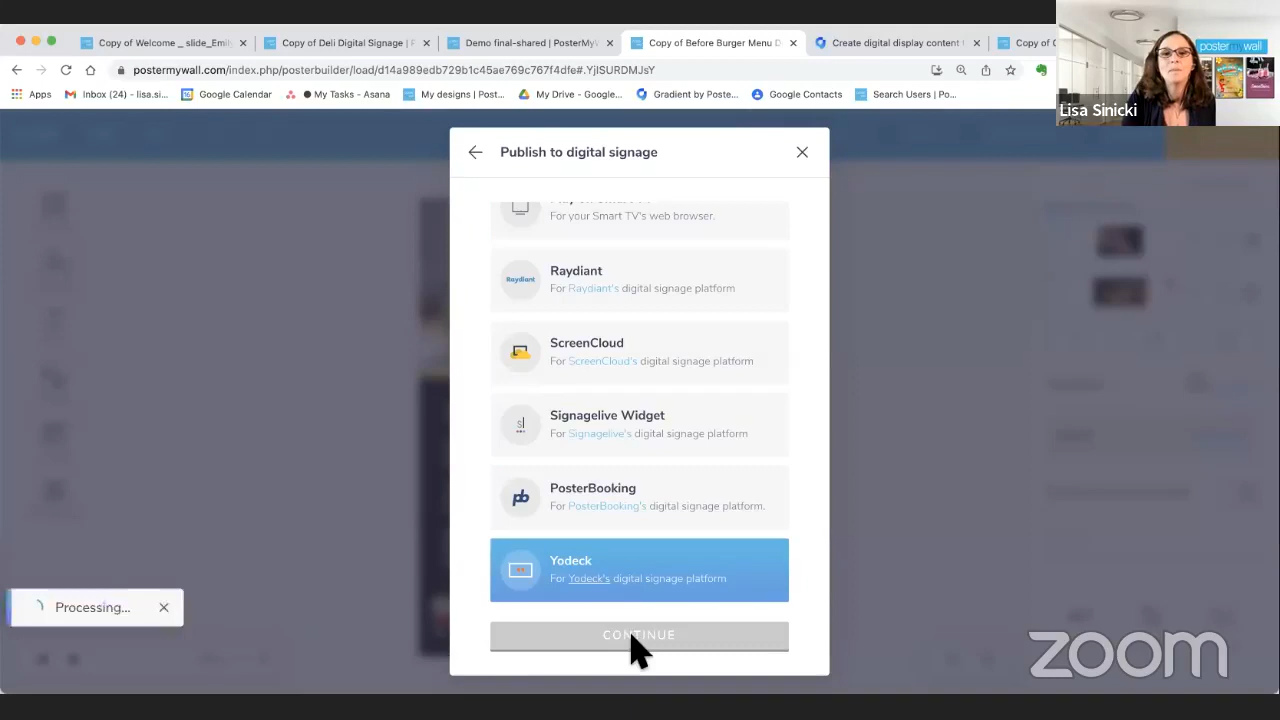 Copy of Welcome _ slide_Emil
Copy of Deli Digital Signage | P
Demo final-shared | PosterMyW
Copy of Before Burger Menu D
Create digital display content f
Copy of C
postermywall.com/index.php/posterbuilder/load/d14a989edb729b1c45ae769c767f4dfe#.YjISURDMJsY
Apps
Inbox (24) - lisa.si...
Google Calendar
My Tasks - Asana
My designs | Post...
My Drive - Google...
Gradient by Poste...
Google Contacts
Search Users | Po...
postermywall
Lisa Sinicki
Publish to digital signage
For your Smart TV's web browser.
Raydiant
Raydiant
For Raydiant's digital signage platform
ScreenCloud
For ScreenCloud's digital signage platform
Signagelive Widget
For Signagelive's digital signage platform
pb
PosterBooking
For PosterBooking's digital signage platform.
Yodeck
For Yodeck's digital signage platform
CONTINUE
Processing...
zoom